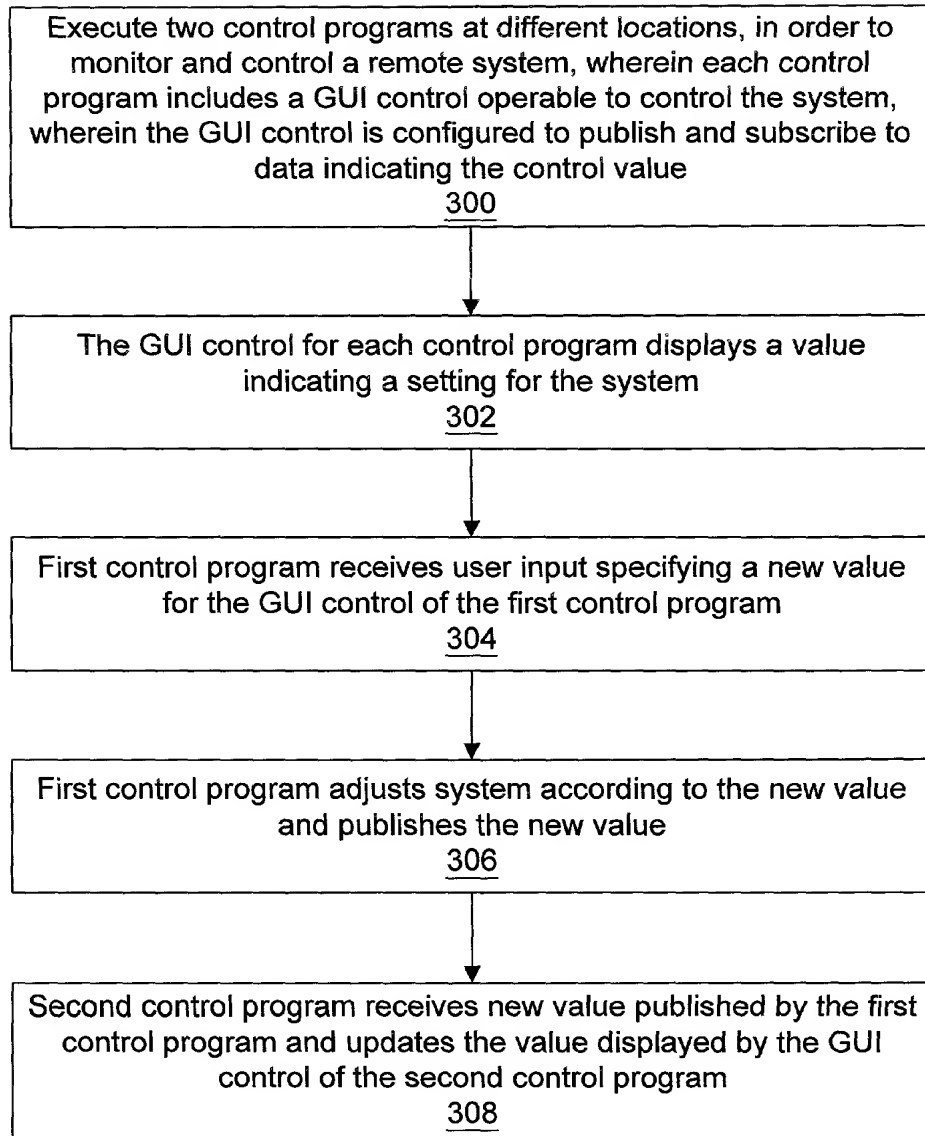 Execute two control programs at different locations, in order to
monitor and control a remote system, wherein each control
program includes a GUI control operable to control the system,
wherein the GUI control is configured to publish and subscribe to
data indicating the control value
300
The GUI control for each control program displays a value
indicating a setting for the system
302
First control program receives user input specifying a new value
for the GUI control of the first control program
304
First control program adjusts system according to the new value
and publishes the new value
306
Second control program receives new value published by the first
control program and updates the value displayed by the GUI
control of the second control program
308